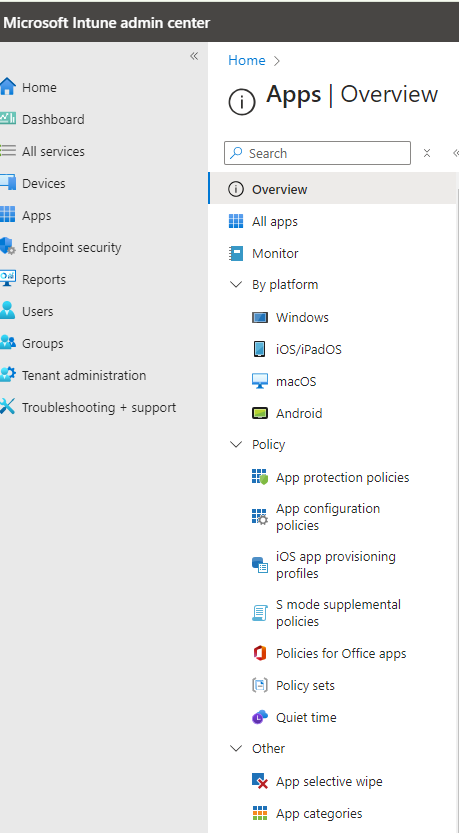 Microsoft Intune admin center
Home
Dashboard
All services
Devices
Apps
Endpoint security
Reports
Users
Groups
Tenant administration
Troubleshooting + support
Home
Apps | Overview
Search
Overview
All apps
Monitor
By platform
Windows
iOS/iPadOS
macOS
Android
Policy
App protection policies
App configuration
policies
iOS app provisioning
profiles
S mode supplemental
policies
Policies for Office apps
Policy sets
Quiet time
Other
App selective wipe
App categories